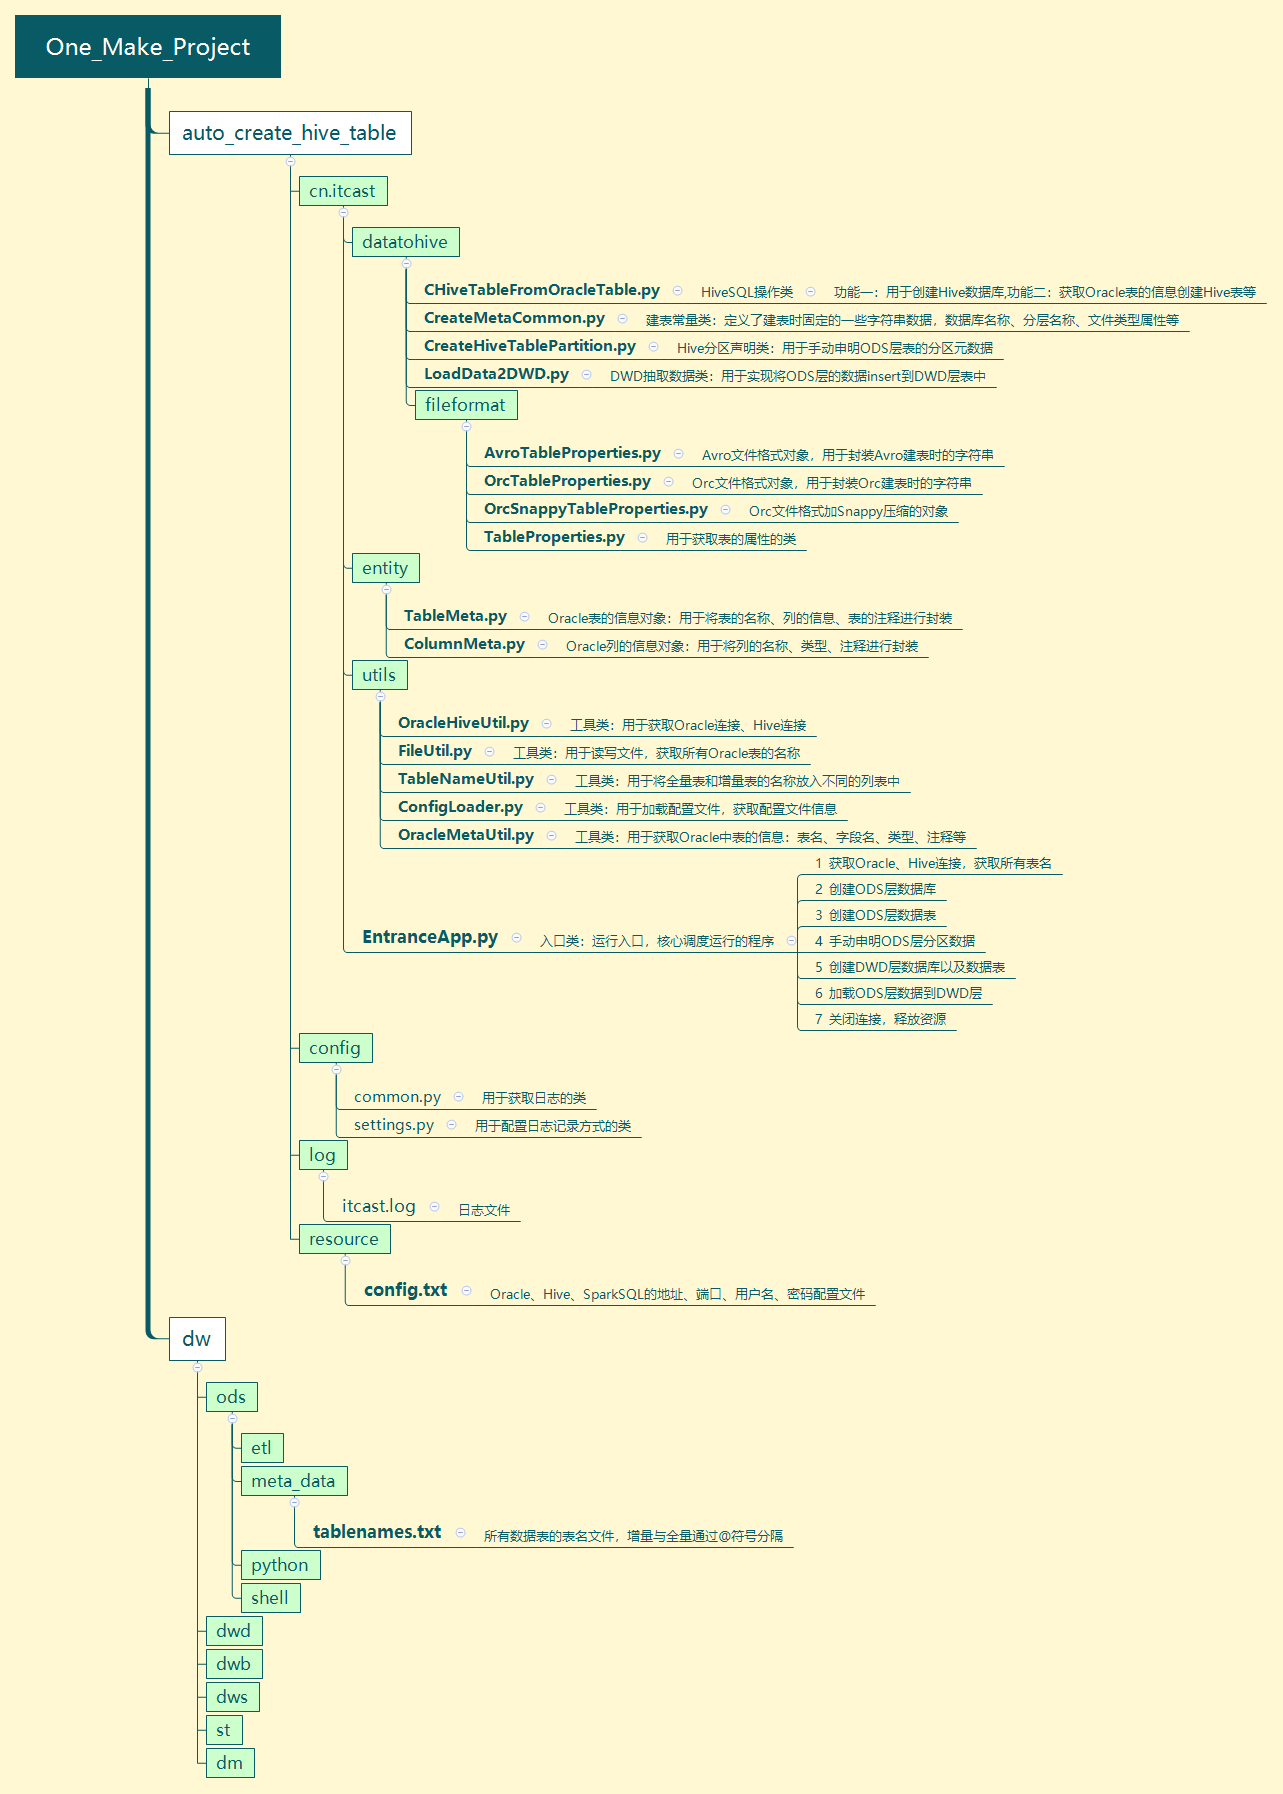 One_Make_Project
auto_create_hive_table
cn.itcast
datatohive
CHiveTableFromOracleTable.py HiveSQL操作类 功能一：用于创建Hive数据库,功能二：获取Oracle表的信息创建Hive表等
CreateMetaCommon.py 建表常量类：定义了建表时固定的一些字符串数据，数据库名称、分层名称、文件类型属性等
CreateHiveTablePartition.py Hive分区声明类：用于手动申明ODS层表的分区元数据
LoadData2DWD.py DWD抽取数据类：用于实现将ODS层的数据insert到DWD层表中
fileformat
AvroTableProperties.py Avro文件格式对象，用于封装Avro建表时的字符串
OrcTableProperties.py Orc文件格式对象，用于封装Orc建表时的字符串
OrcSnappyTableProperties.py Orc文件格式加Snappy压缩的对象
TableProperties.py 用于获取表的属性的类
entity
TableMeta.py Oracle表的信息对象：用于将表的名称、列的信息、表的注释进行封装
ColumnMeta.py Oracle列的信息对象：用于将列的名称、类型、注释进行封装
utils
OracleHiveUtil.py 工具类：用于获取Oracle连接、Hive连接
FileUtil.py 工具类：用于读写文件，获取所有Oracle表的名称
TableNameUtil.py 工具类：用于将全量表和增量表的名称放入不同的列表中
ConfigLoader.py 工具类：用于加载配置文件，获取配置文件信息
OracleMetaUtil.py 工具类：用于获取Oracle中表的信息：表名、字段名、类型、注释等
EntranceApp.py 入口类：运行入口，核心调度运行的程序
1 获取Oracle、Hive连接，获取所有表名
2 创建ODS层数据库
3 创建ODS层数据表
4 手动申明ODS层分区数据
5 创建DWD层数据库以及数据表
6 加载ODS层数据到DWD层
7 关闭连接，释放资源
config
common.py 用于获取日志的类
settings.py 用于配置日志记录方式的类
log
itcast.log 日志文件
resource
config.txt Oracle、Hive、SparkSQL的地址、端口、用户名、密码配置文件
dw
ods
etl
meta_data
tablenames.txt 所有数据表的表名文件，增量与全量通过@符号分隔
python
shell
dwd
dwb
dws
st
dm